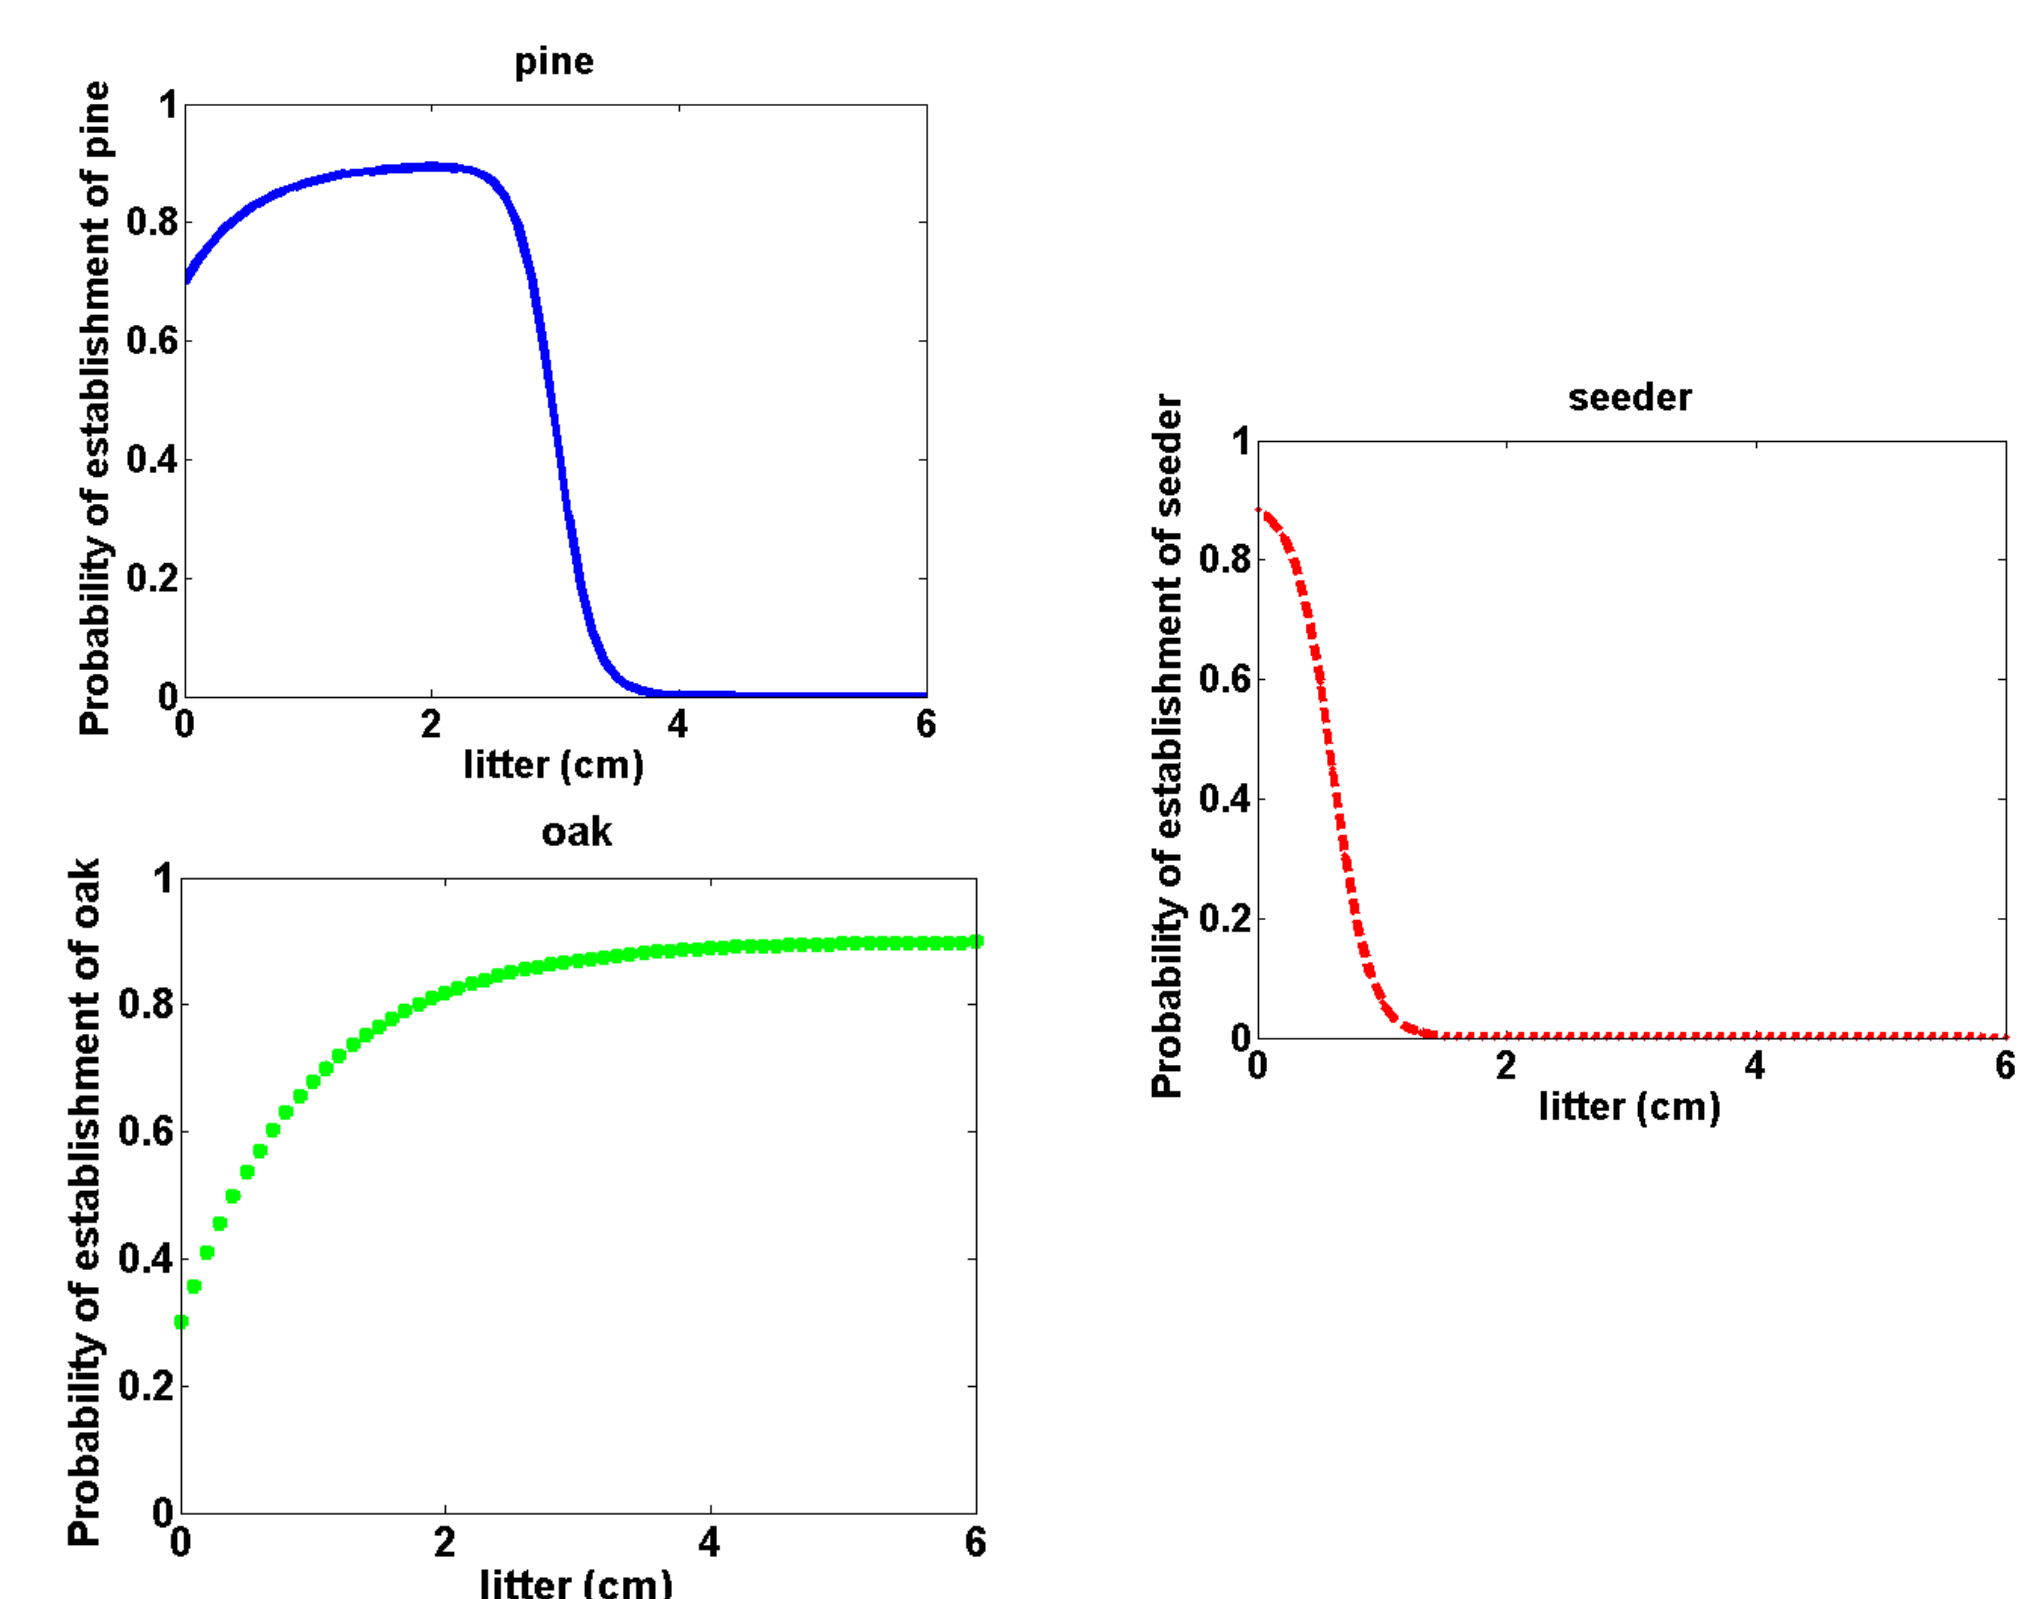 pine
Probability of establishment of pine
1
0.8
0.6
0.4
0.2
0
0 2 4 6
litter (cm)
oak
Probability of establishment of oak
1
0.8
0.6
0.4
0.2
0
0 2 4 6
litter (cm)
seeder
Probability of establishment of seeder
1
0.8
0.6
0.4
0.2
0
0 2 4 6
litter (cm)